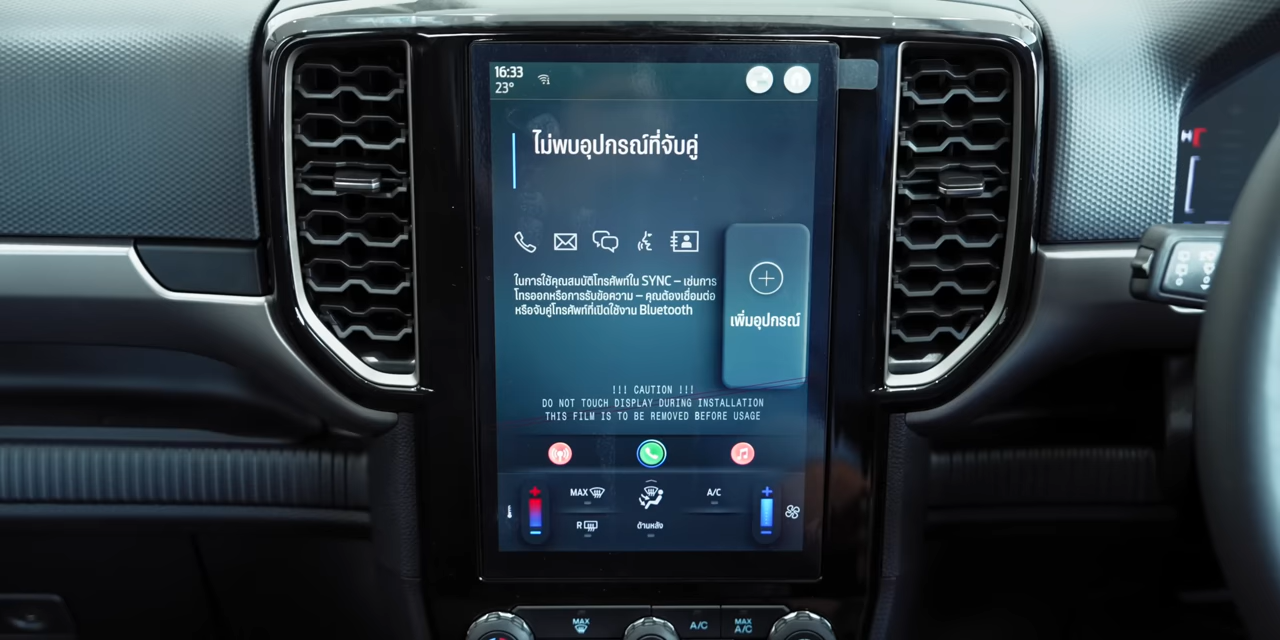 16:33
23°
ไม่พบอุปกรณ์ที่จับคู่
ในการใช้คุณสมบัติโทรศัพท์ใน SYNC – เช่นการ
โทรออกหรือการรับข้อความ – คุณต้องเชื่อมต่อ
หรือจับคู่โทรศัพท์ที่เปิดใช้งาน Bluetooth
เพิ่มอุปกรณ์
!!! CAUTION !!!
DO NOT TOUCH DISPLAY DURING INSTALLATION
THIS FILM IS TO BE REMOVED BEFORE USAGE
MAX
A/C
R
ด้านหลัง
MAX
A/C
MAX
A/C
H